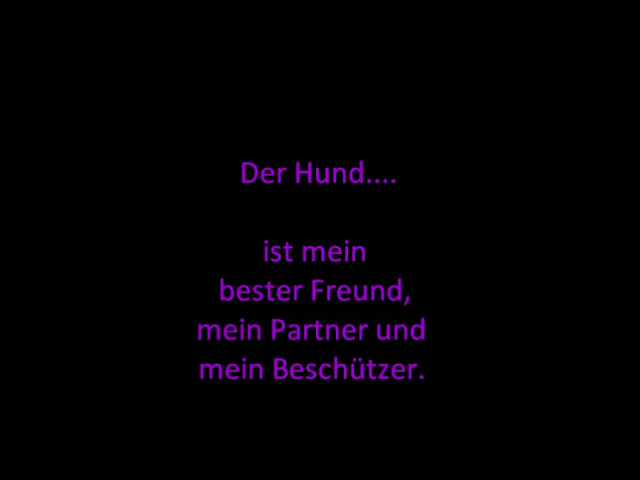 Der Hund....
ist mein
bester Freund,
mein Partner und
mein Beschützer.